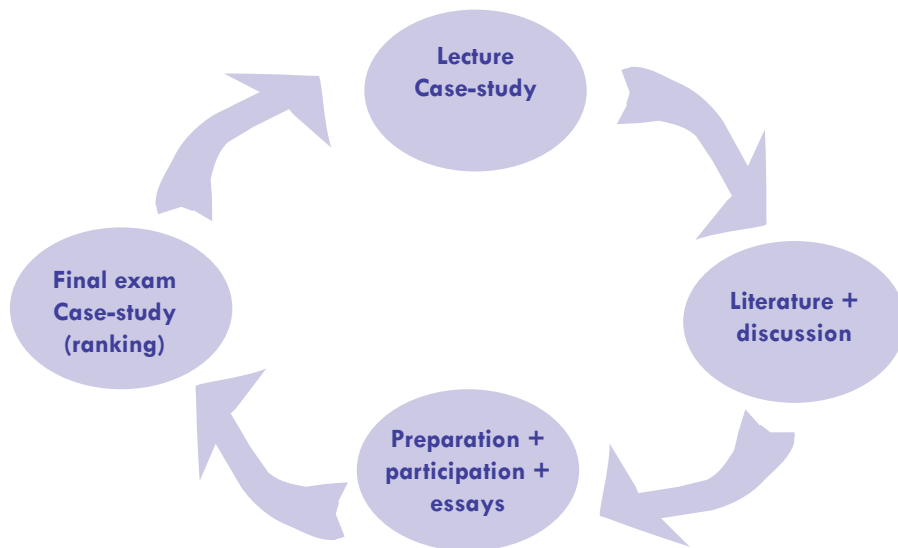 Lecture
Case-study
Literature +
discussion
Preparation +
participation +
essays
Final exam
Case-study
(ranking)